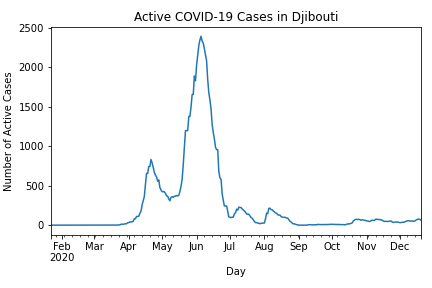 Active COVID-19 Cases in Djibouti
Number of Active Cases
2500
2000
1500
1000
500
0
Feb Mar Apr May Jun Jul Aug Sep Oct Nov Dec
2020
Day